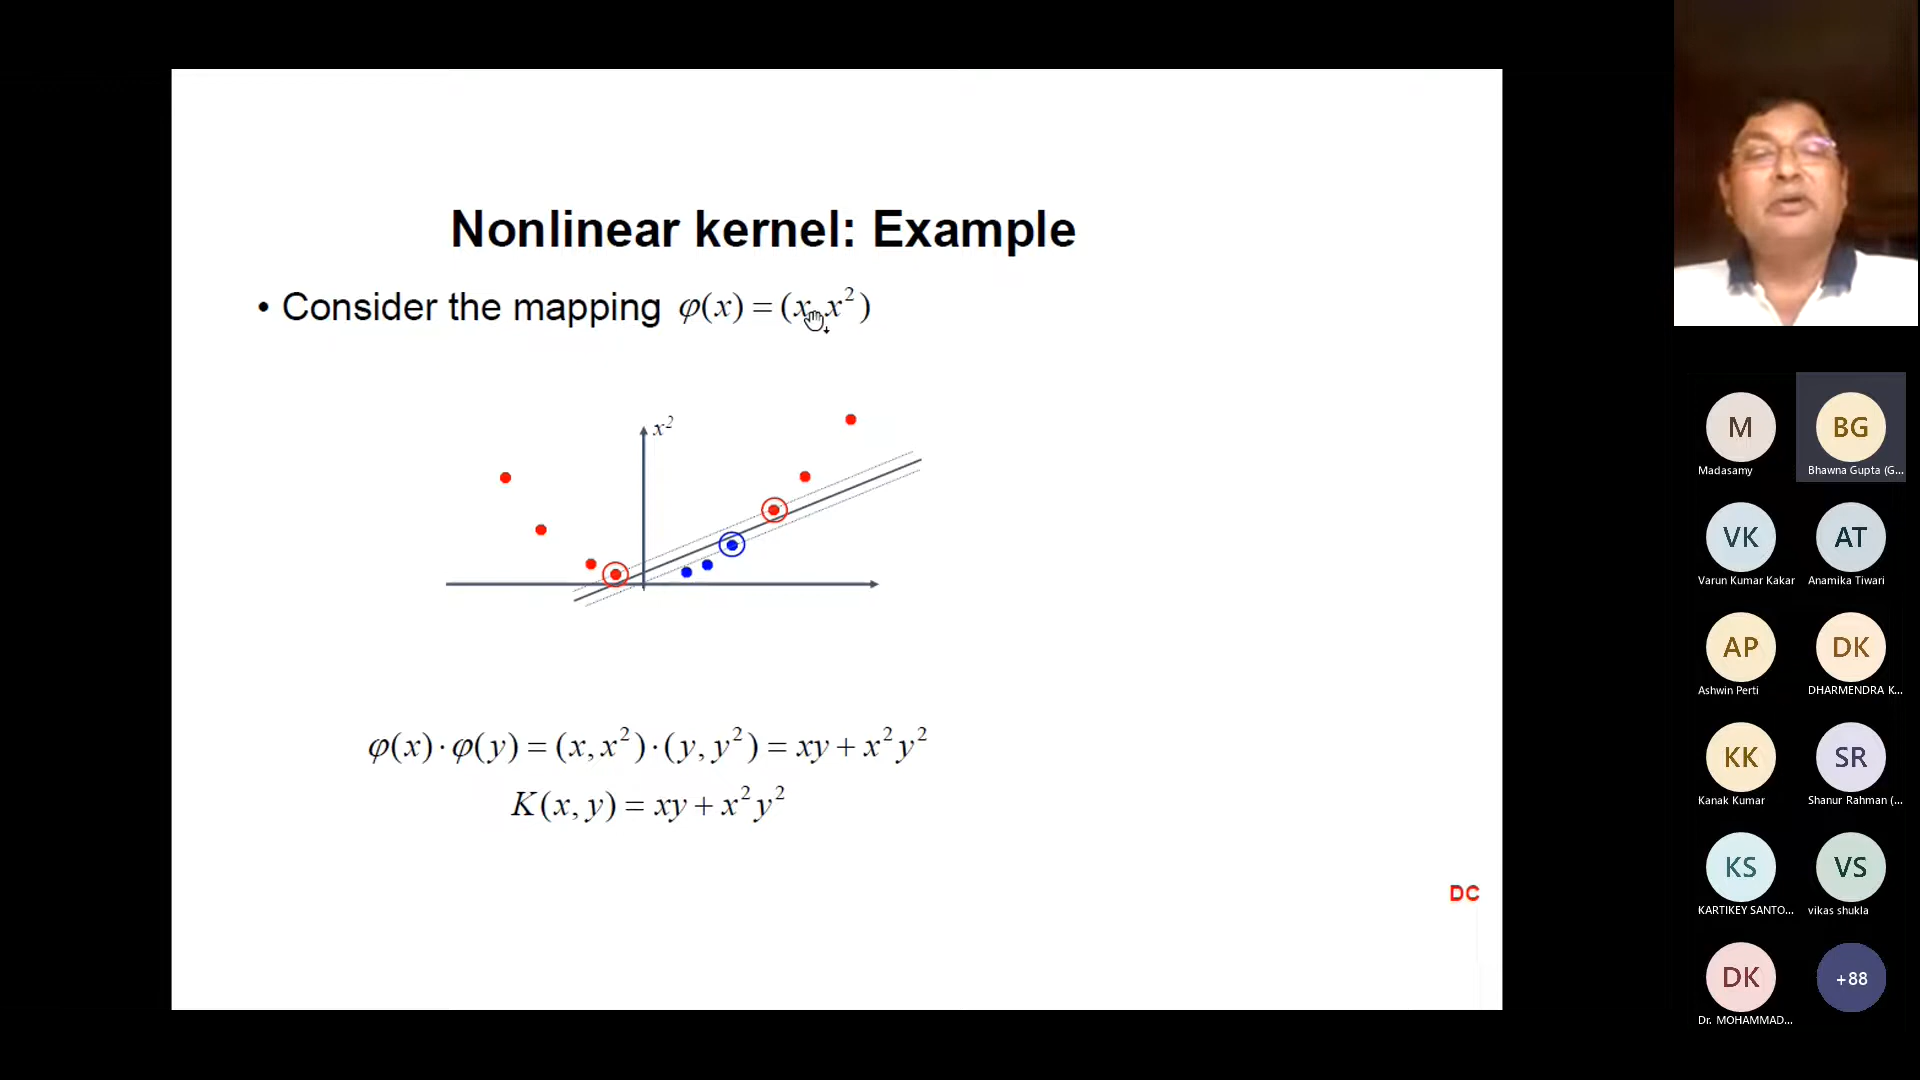 Nonlinear kernel: Example
• Consider the mapping φ(x) = (x, x²)
x²
φ(x)·φ(y) = (x, x²)·(y, y²) = xy + x²y²
K(x, y) = xy + x²y²
DC
M
Madasamy
BG
Bhawna Gupta (G...
VK
Varun Kumar Kakar
AT
Anamika Tiwari
AP
Ashwin Perti
DK
DHARMENDRA K...
KK
Kanak Kumar
SR
Shanur Rahman (...
KS
KARTIKEY SANTO...
VS
vikas shukla
DK
Dr. MOHAMMAD...
+88